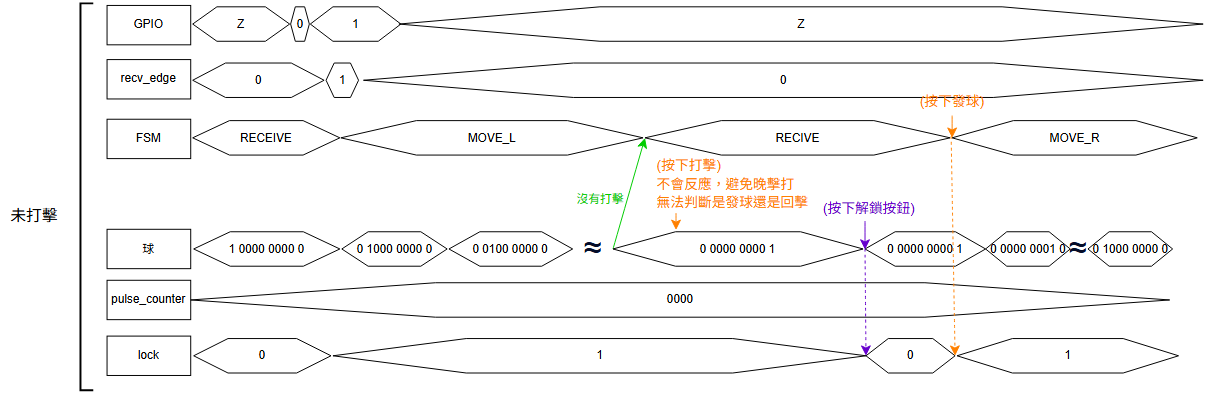 GPIO Z 0 1 Z
recv_edge 0 1 0
(按下發球)
FSM RECEIVE MOVE_L RECIVE MOVE_R
(按下打擊)
不會反應，避免晚擊打
沒有打擊
無法判斷是發球還是回擊
(按下解鎖按鈕)
未打擊
球 1 0000 0000 0 0 1000 0000 0 0 0100 0000 0 ≈ 0 0000 0000 1 0 0000 0000 1 0 0000 0001 0 ≈ 0 1000 0000 0
pulse_counter 0000
lock 0 1 0 1